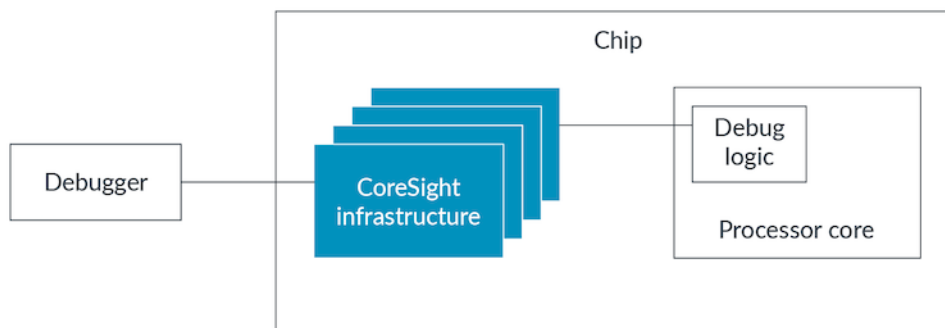 Chip
Debugger
CoreSight
infrastructure
Debug
logic
Processor core